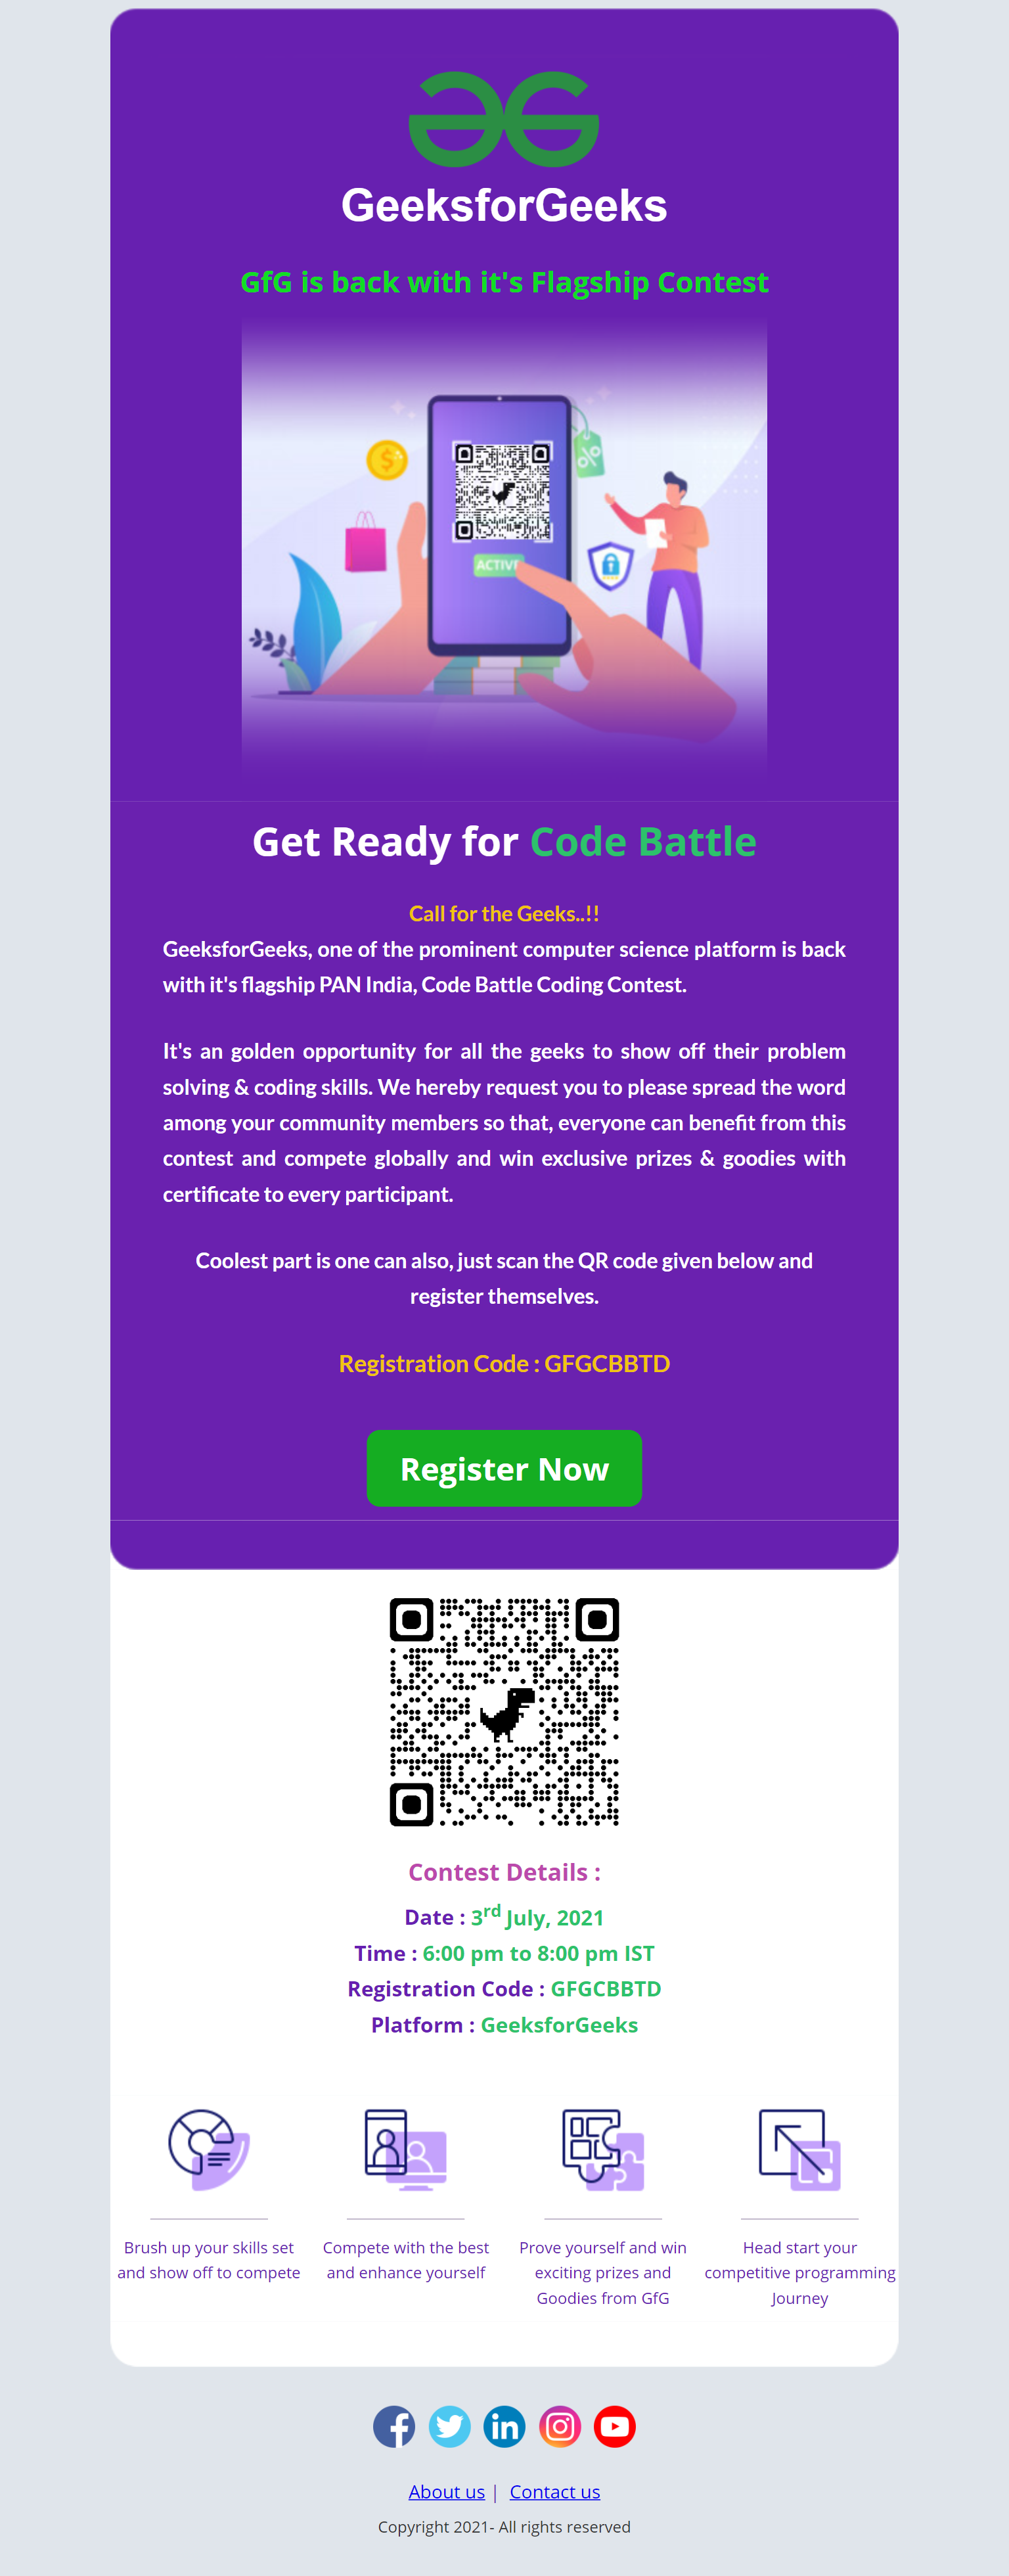 GeeksforGeeks
GfG is back with it's Flagship Contest
ACTIVE
Get Ready for Code Battle
Call for the Geeks..!!
GeeksforGeeks, one of the prominent computer science platform is back
with it's flagship PAN India, Code Battle Coding Contest.
It's an golden opportunity for all the geeks to show off their problem
solving & coding skills. We hereby request you to please spread the word
among your community members so that, everyone can benefit from this
contest and compete globally and win exclusive prizes & goodies with
certificate to every participant.
Coolest part is one can also, just scan the QR code given below and
register themselves.
Registration Code : GFGCBBTD
Register Now
Contest Details :
Date : 3rd July, 2021
Time : 6:00 pm to 8:00 pm IST
Registration Code : GFGCBBTD
Platform : GeeksforGeeks
Brush up your skills set
and show off to compete
Compete with the best
and enhance yourself
Prove yourself and win
exciting prizes and
Goodies from GfG
Head start your
competitive programming
Journey
About us | Contact us
Copyright 2021- All rights reserved